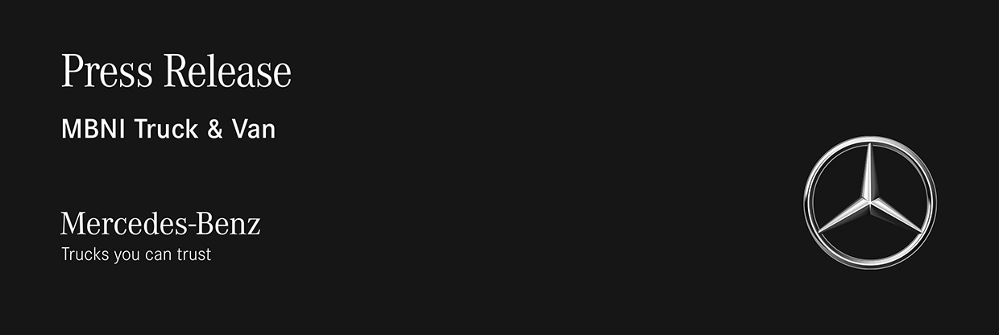 Press Release
MBNI Truck & Van
Mercedes-Benz
Trucks you can trust